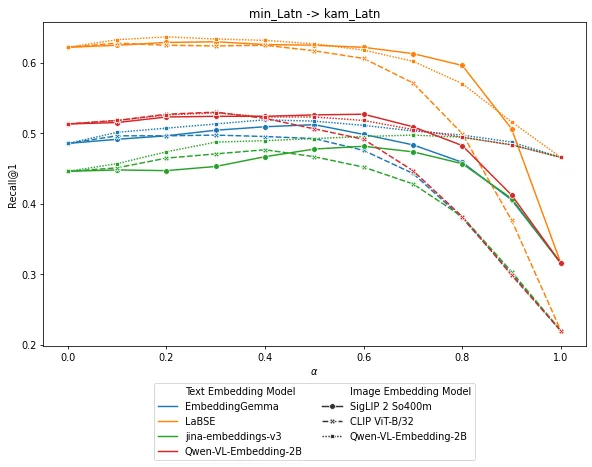 min_Latn -> kam_Latn
Recall@1
0.6
0.5
0.4
0.3
0.2
0.0 0.2 0.4 0.6 0.8 1.0
α
Text Embedding Model Image Embedding Model
EmbeddingGemma SigLIP 2 So400m
LaBSE CLIP ViT-B/32
jina-embeddings-v3 Qwen-VL-Embedding-2B
Qwen-VL-Embedding-2B